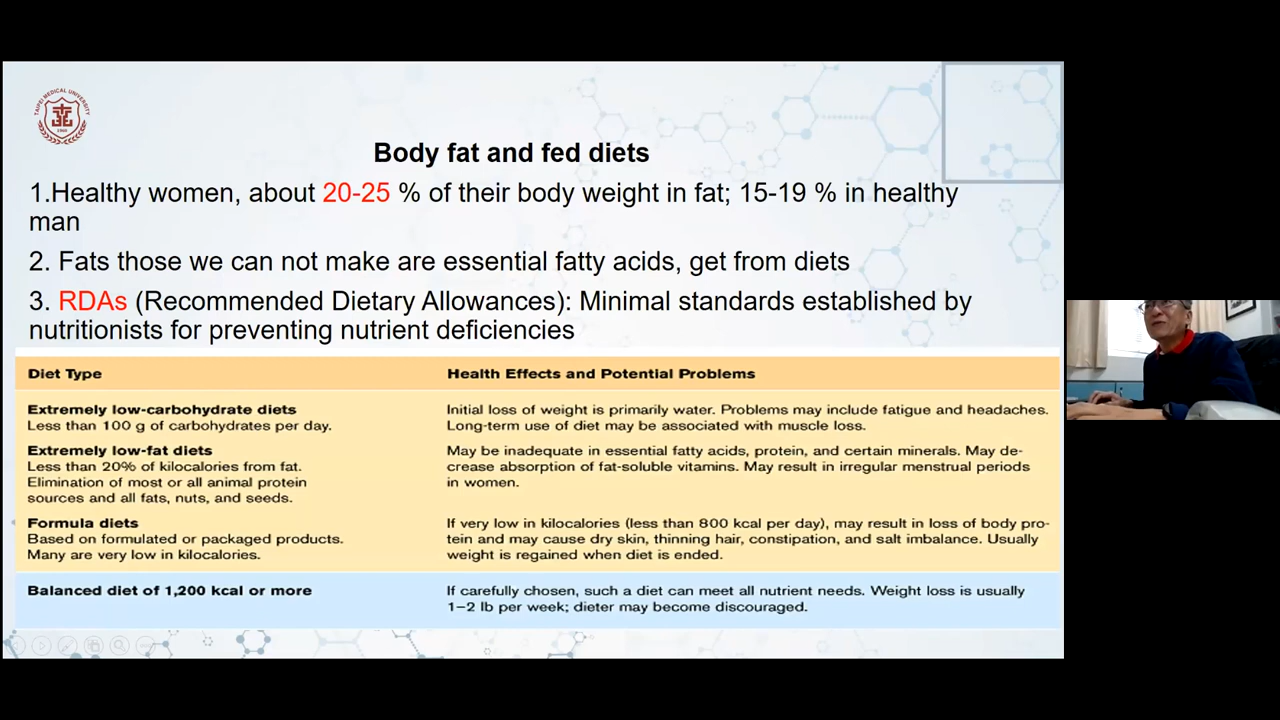 TAIPEI MEDICAL UNIVERSITY
1960
Body fat and fed diets
1.Healthy women, about 20-25 % of their body weight in fat; 15-19 % in healthy
man
2. Fats those we can not make are essential fatty acids, get from diets
3. RDAs (Recommended Dietary Allowances): Minimal standards established by
nutritionists for preventing nutrient deficiencies
Diet Type
Health Effects and Potential Problems
Extremely low-carbohydrate diets
Less than 100 g of carbohydrates per day.
Initial loss of weight is primarily water. Problems may include fatigue and headaches.
Long-term use of diet may be associated with muscle loss.
Extremely low-fat diets
Less than 20% of kilocalories from fat.
Elimination of most or all animal protein
sources and all fats, nuts, and seeds.
May be inadequate in essential fatty acids, protein, and certain minerals. May de-
crease absorption of fat-soluble vitamins. May result in irregular menstrual periods
in women.
Formula diets
Based on formulated or packaged products.
Many are very low in kilocalories.
If very low in kilocalories (less than 800 kcal per day), may result in loss of body pro-
tein and may cause dry skin, thinning hair, constipation, and salt imbalance. Usually
weight is regained when diet is ended.
Balanced diet of 1,200 kcal or more
If carefully chosen, such a diet can meet all nutrient needs. Weight loss is usually
1–2 lb per week; dieter may become discouraged.